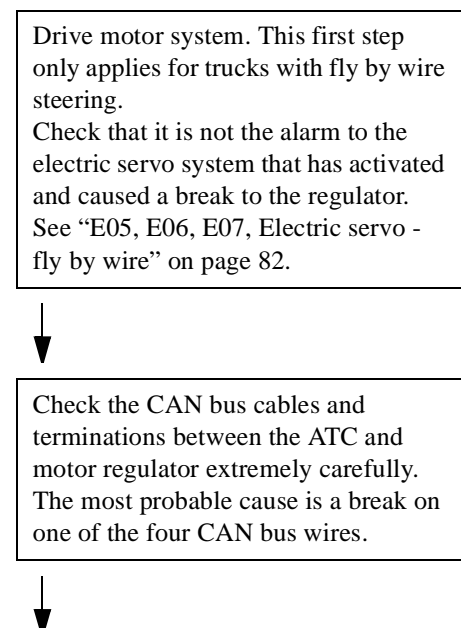 Drive motor system. This first step
only applies for trucks with fly by wire
steering.
Check that it is not the alarm to the
electric servo system that has activated
and caused a break to the regulator.
See “E05, E06, E07, Electric servo -
fly by wire” on page 82.
Check the CAN bus cables and
terminations between the ATC and
motor regulator extremely carefully.
The most probable cause is a break on
one of the four CAN bus wires.